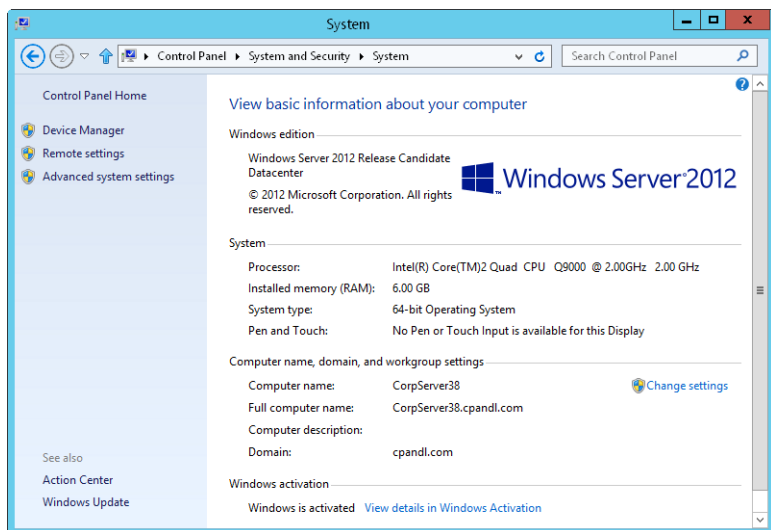 System
Control Panel ▸ System and Security ▸ System
Search Control Panel
Control Panel Home
Device Manager
Remote settings
Advanced system settings
See also
Action Center
Windows Update
View basic information about your computer
Windows edition
Windows Server 2012 Release Candidate
Datacenter
© 2012 Microsoft Corporation. All rights
reserved.
Windows Server 2012
System
Processor: Intel(R) Core(TM)2 Quad CPU Q9000 @ 2.00GHz 2.00 GHz
Installed memory (RAM): 6.00 GB
System type: 64-bit Operating System
Pen and Touch: No Pen or Touch Input is available for this Display
Computer name, domain, and workgroup settings
Computer name: CorpServer38 Change settings
Full computer name: CorpServer38.cpandl.com
Computer description:
Domain: cpandl.com
Windows activation
Windows is activated View details in Windows Activation